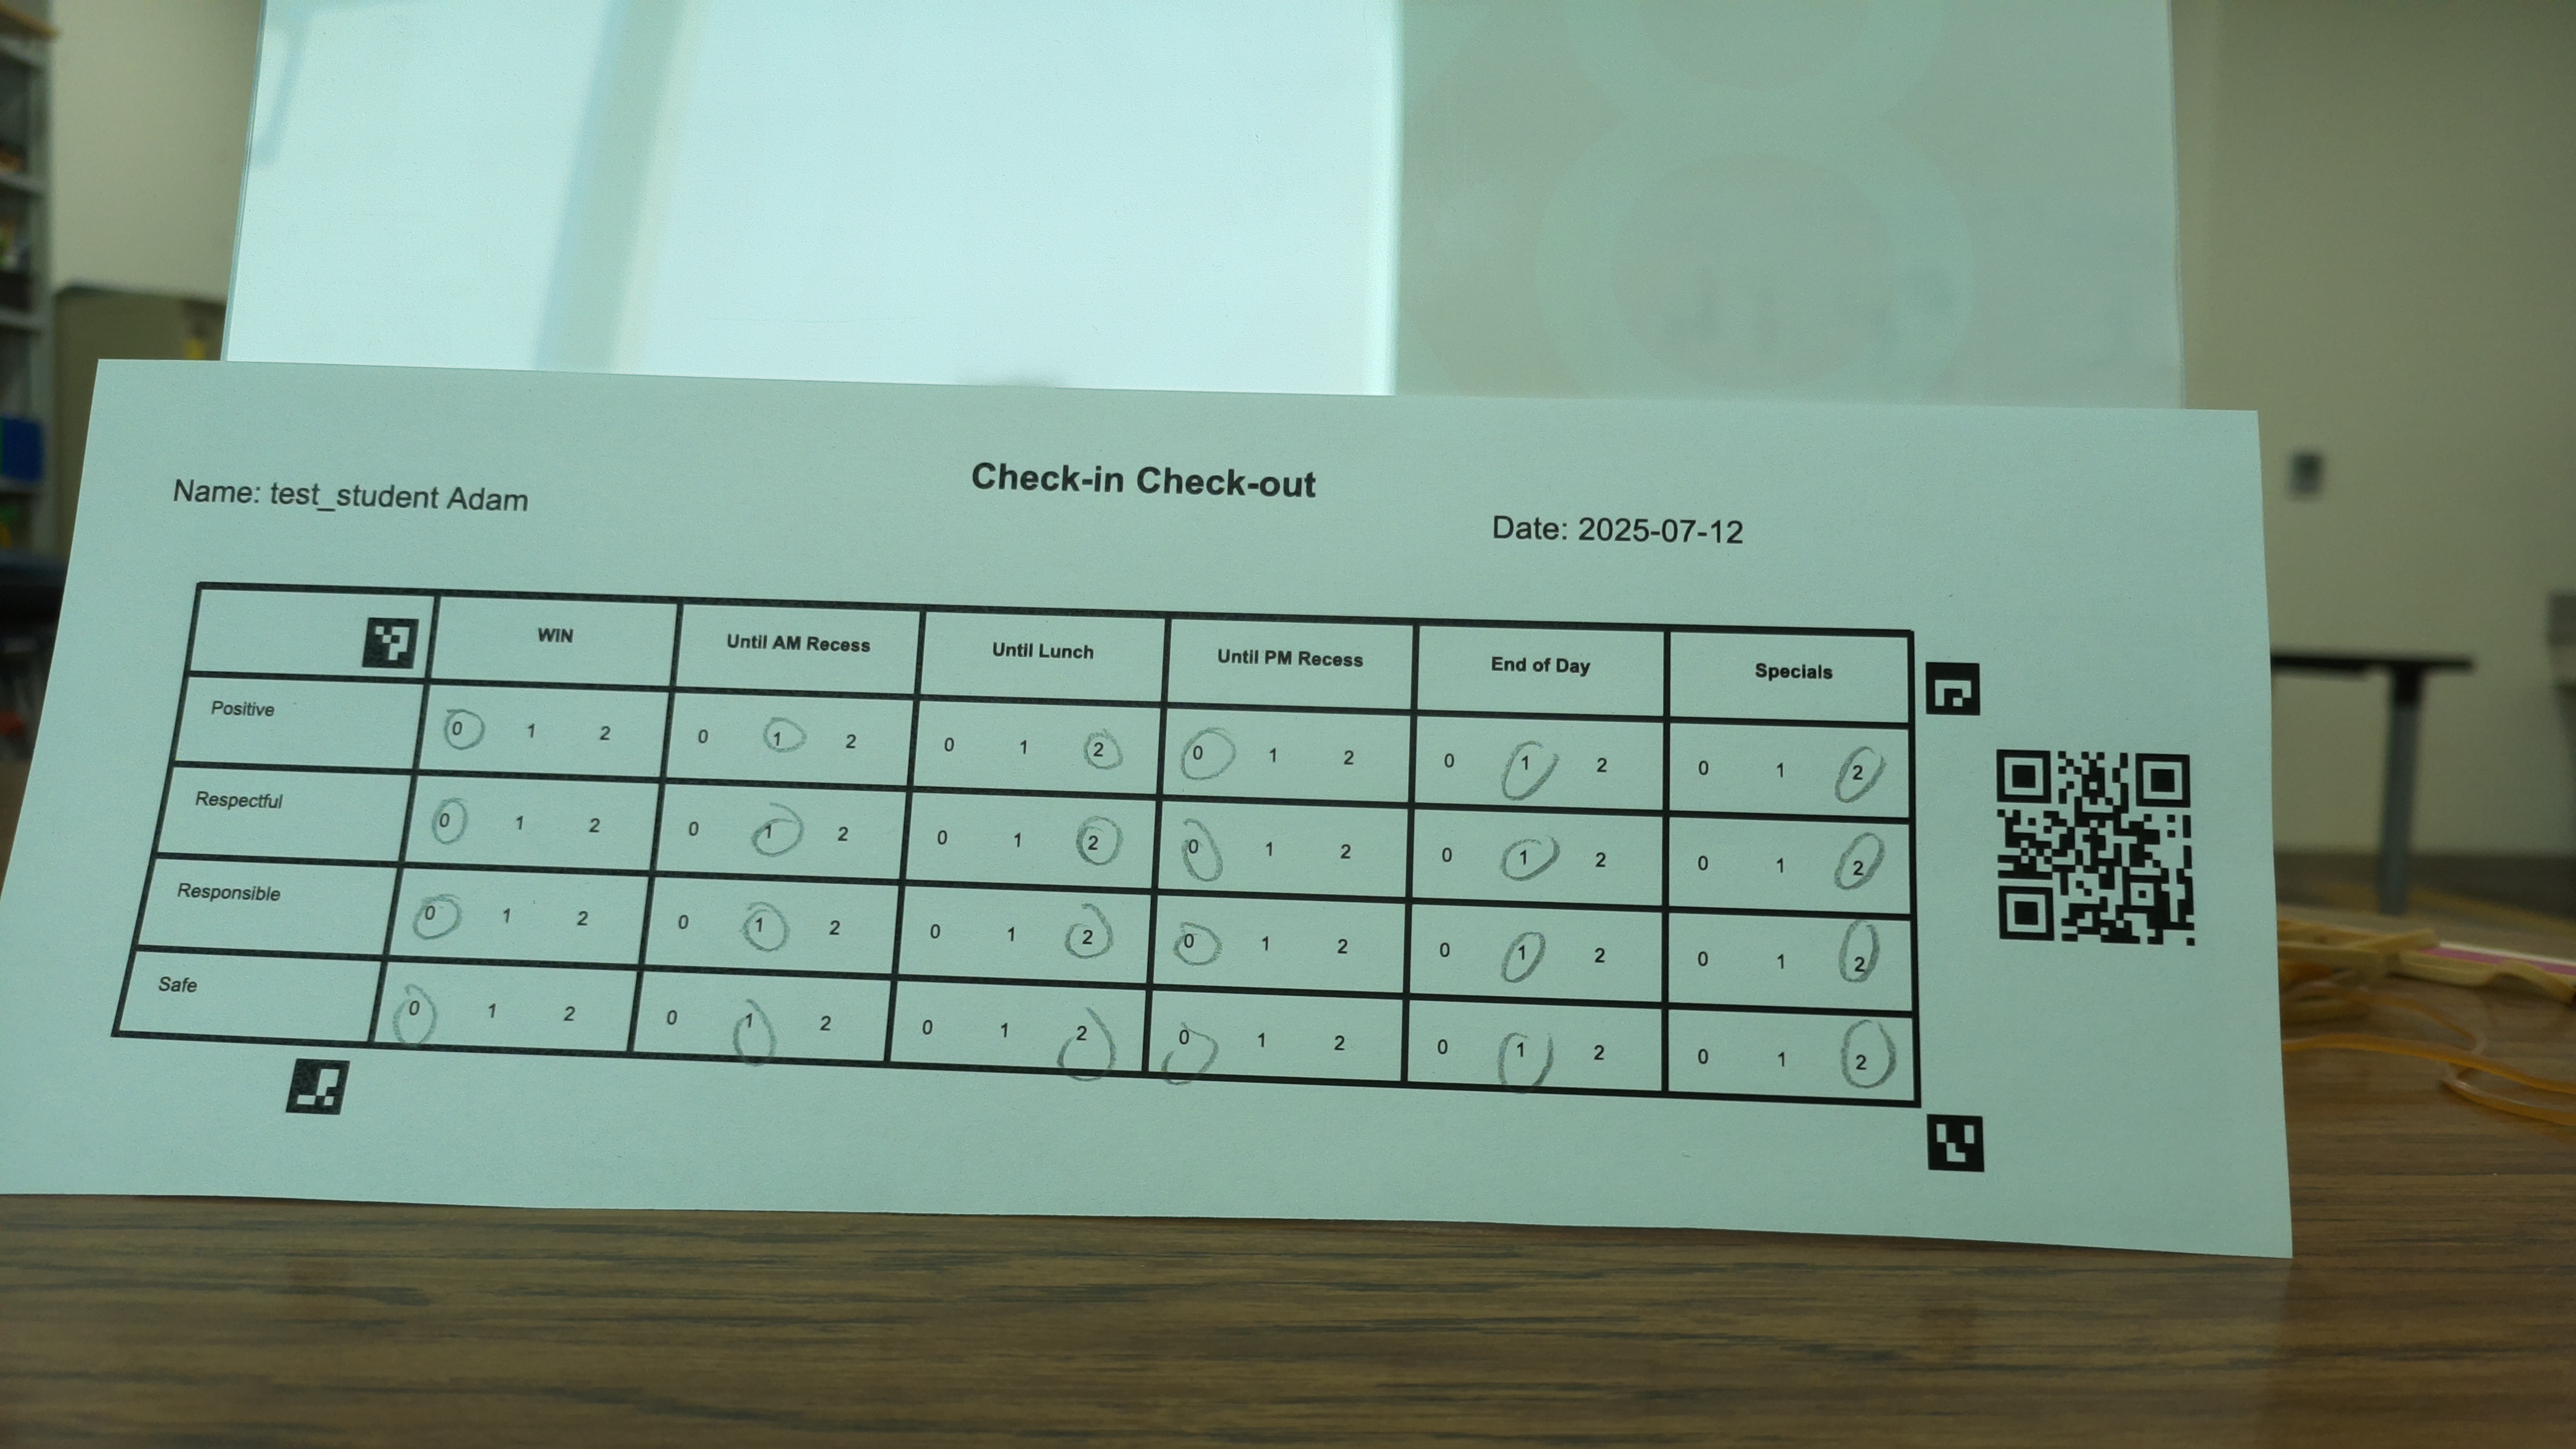 Check-in Check-out
Name: test_student Adam
Date: 2025-07-12
WIN Until AM Recess Until Lunch Until PM Recess End of Day Specials
Positive 0 1 2 0 1 2 0 1 2 0 1 2 0 1 2 0 1 2
Respectful 0 1 2 0 1 2 0 1 2 0 1 2 0 1 2 0 1 2
Responsible 0 1 2 0 1 2 0 1 2 0 1 2 0 1 2 0 1 2
Safe 0 1 2 0 1 2 0 1 2 0 1 2 0 1 2 0 1 2